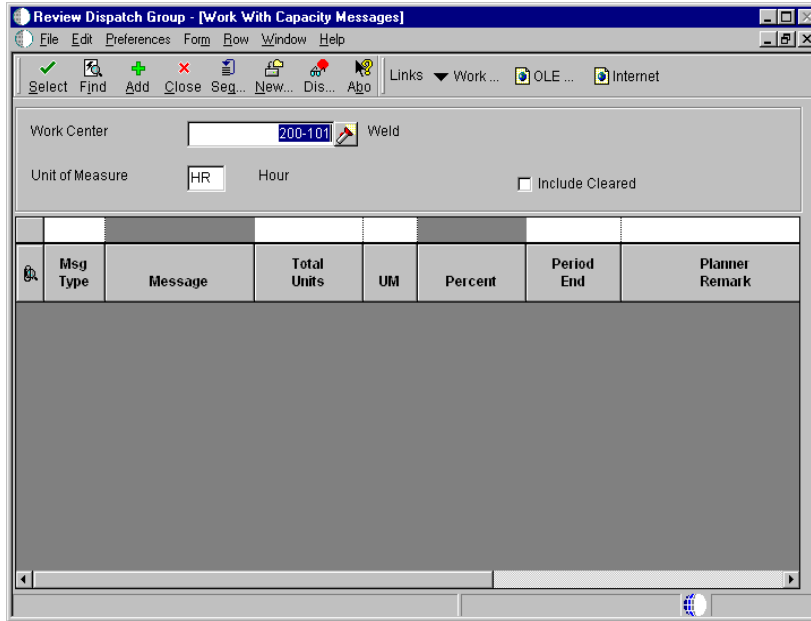 Review Dispatch Group - [Work With Capacity Messages]
File Edit Preferences Form Row Window Help
Select Find Add Close Seq... New... Dis... Abo Links Work ... OLE ... Internet
Work Center 200-101 Weld
Unit of Measure HR Hour Include Cleared
Msg Type Message Total Units UM Percent Period End Planner Remark